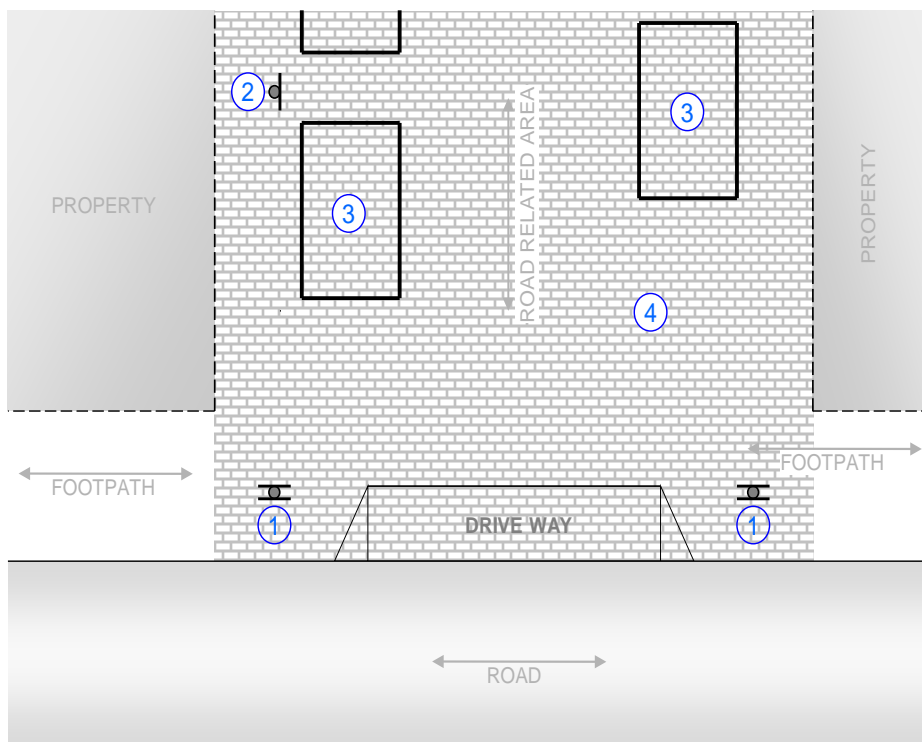 2
3
ROAD RELATED AREA
3
PROPERTY
PROPERTY
4
FOOTPATH
FOOTPATH
1
DRIVE WAY
1
ROAD